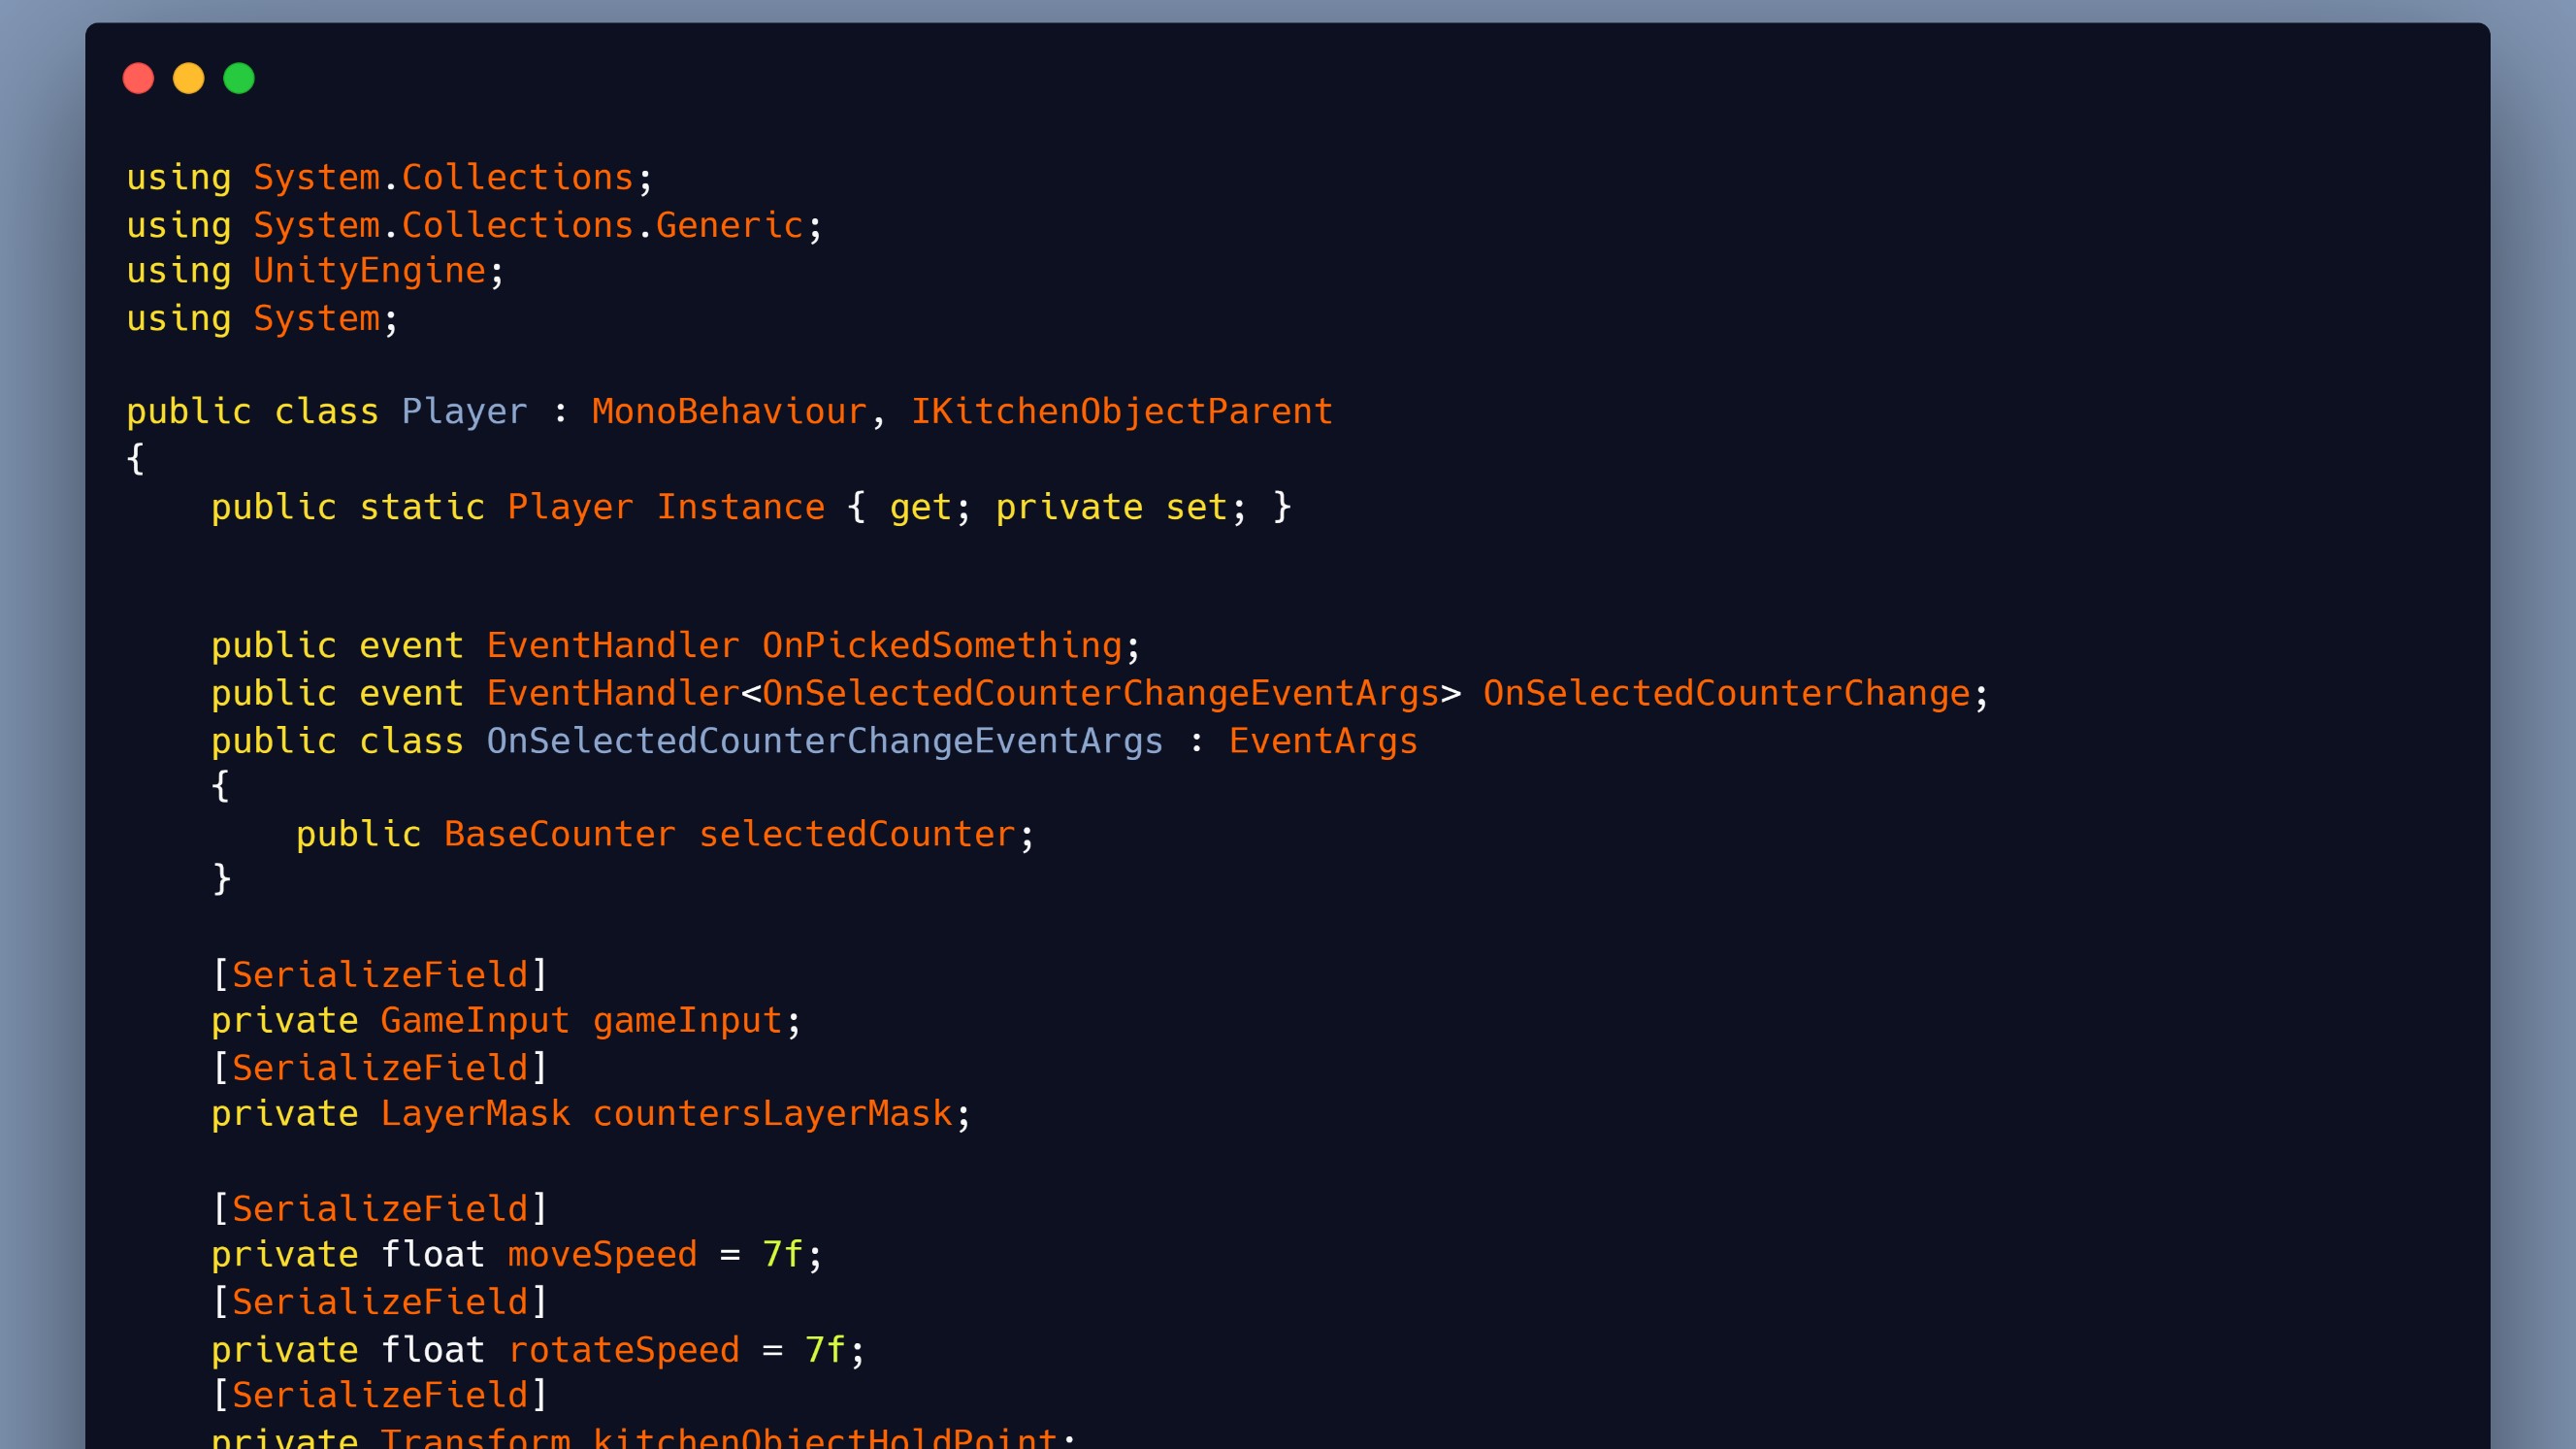 using System.Collections;
using System.Collections.Generic;
using UnityEngine;
using System;
public class Player : MonoBehaviour, IKitchenObjectParent
{
public static Player Instance { get; private set; }
public event EventHandler OnPickedSomething;
public event EventHandler<OnSelectedCounterChangeEventArgs> OnSelectedCounterChange;
public class OnSelectedCounterChangeEventArgs : EventArgs
{
public BaseCounter selectedCounter;
}
[SerializeField]
private GameInput gameInput;
[SerializeField]
private LayerMask countersLayerMask;
[SerializeField]
private float moveSpeed = 7f;
[SerializeField]
private float rotateSpeed = 7f;
[SerializeField]
private Transform kitchenObjectHoldPoint;